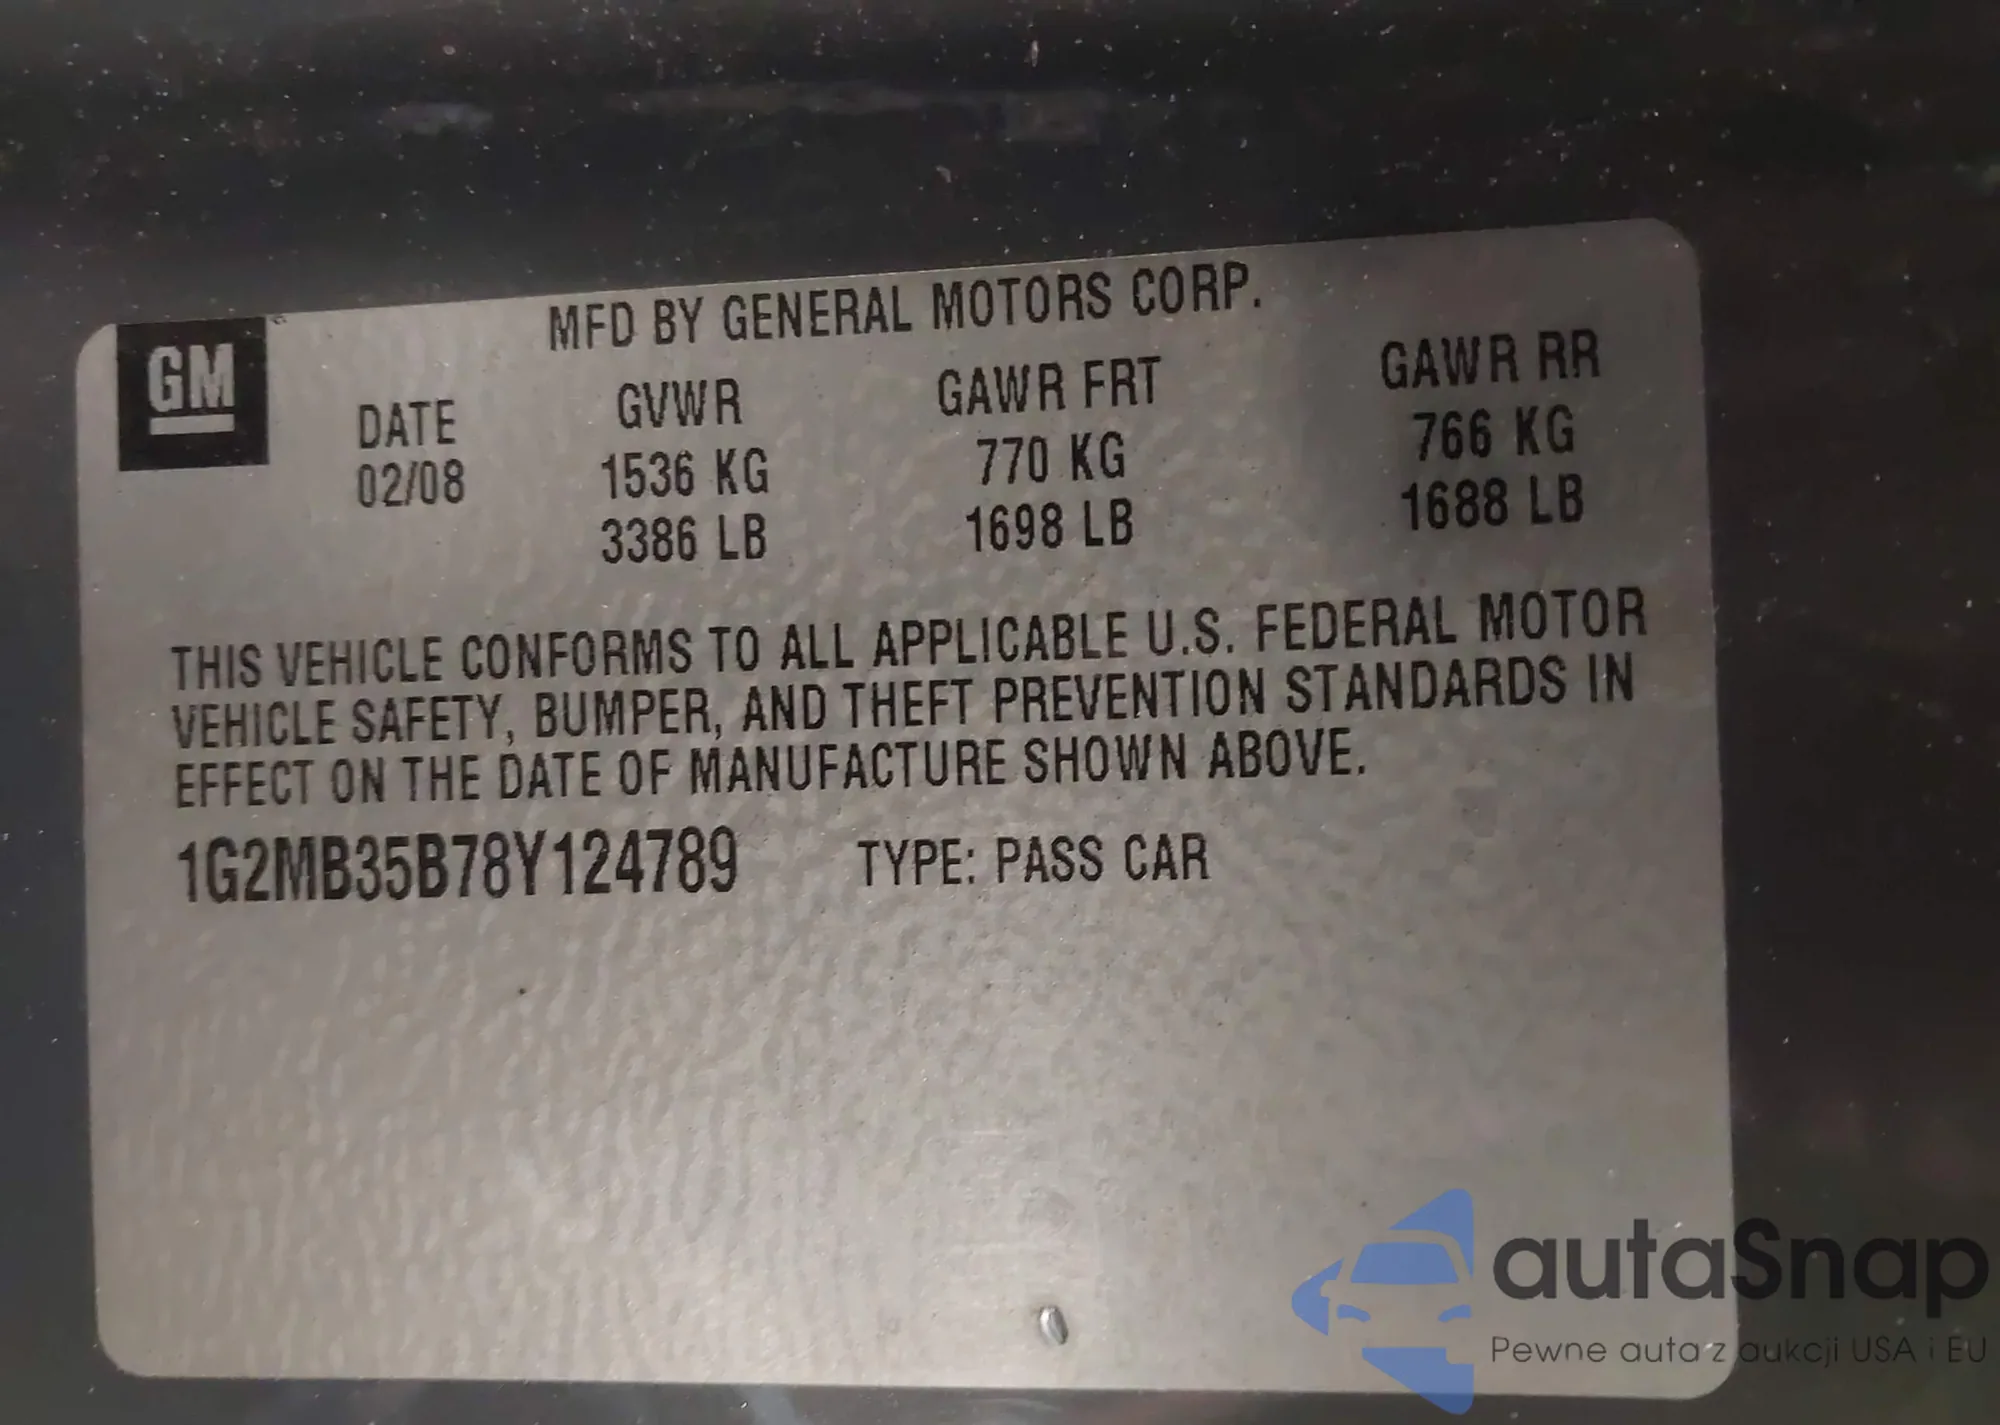 MFD BY GENERAL MOTORS CORP.
GM
DATE GVWR GAWR FRT GAWR RR
02/08 1536 KG 770 KG 766 KG
3386 LB 1698 LB 1688 LB
THIS VEHICLE CONFORMS TO ALL APPLICABLE U.S. FEDERAL MOTOR
VEHICLE SAFETY, BUMPER, AND THEFT PREVENTION STANDARDS IN
EFFECT ON THE DATE OF MANUFACTURE SHOWN ABOVE.
1G2MB35B78Y124789 TYPE: PASS CAR
autaSnap
Pewne auta z aukcji USA i EU